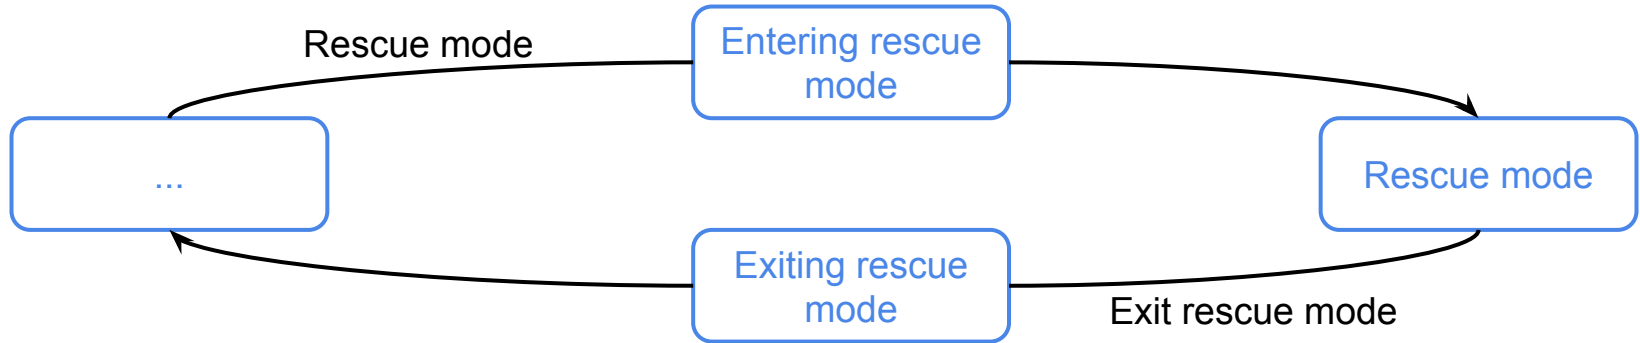 Rescue mode
Entering rescue
mode
...
Rescue mode
Exiting rescue
mode
Exit rescue mode